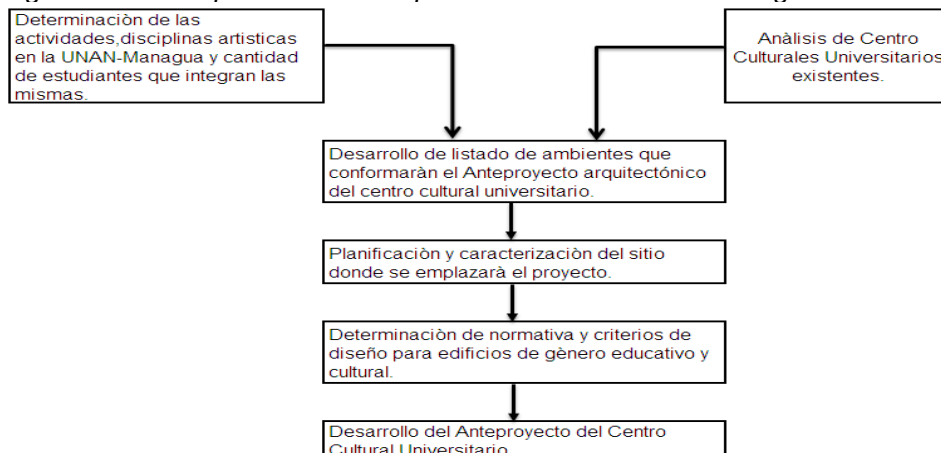 Determinaciòn de las
actividades,disciplinas artisticas
en la UNAN-Managua y cantidad
de estudiantes que integran las
mismas.
Anàlisis de Centro
Culturales Universitarios
existentes.
Desarrollo de listado de ambientes que
conformaràn el Anteproyecto arquitectónico
del centro cultural universitario.
Planificaciòn y caracterizaciòn del sitio
donde se emplazarà el proyecto.
Determinaciòn de normativa y criterios de
diseño para edificios de gènero educativo y
cultural.
Desarrollo del Anteproyecto del Centro
Cultural Universitario